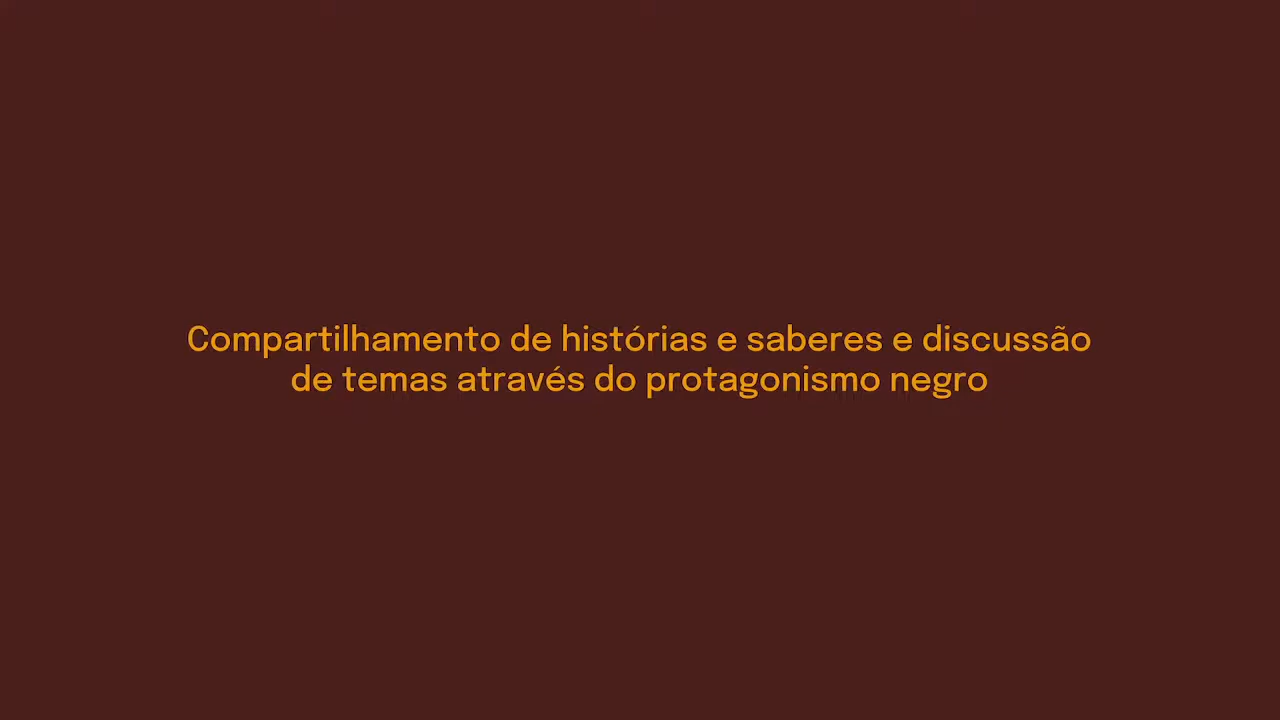 Compartilhamento de histórias e saberes e discussão
de temas através do protagonismo negro